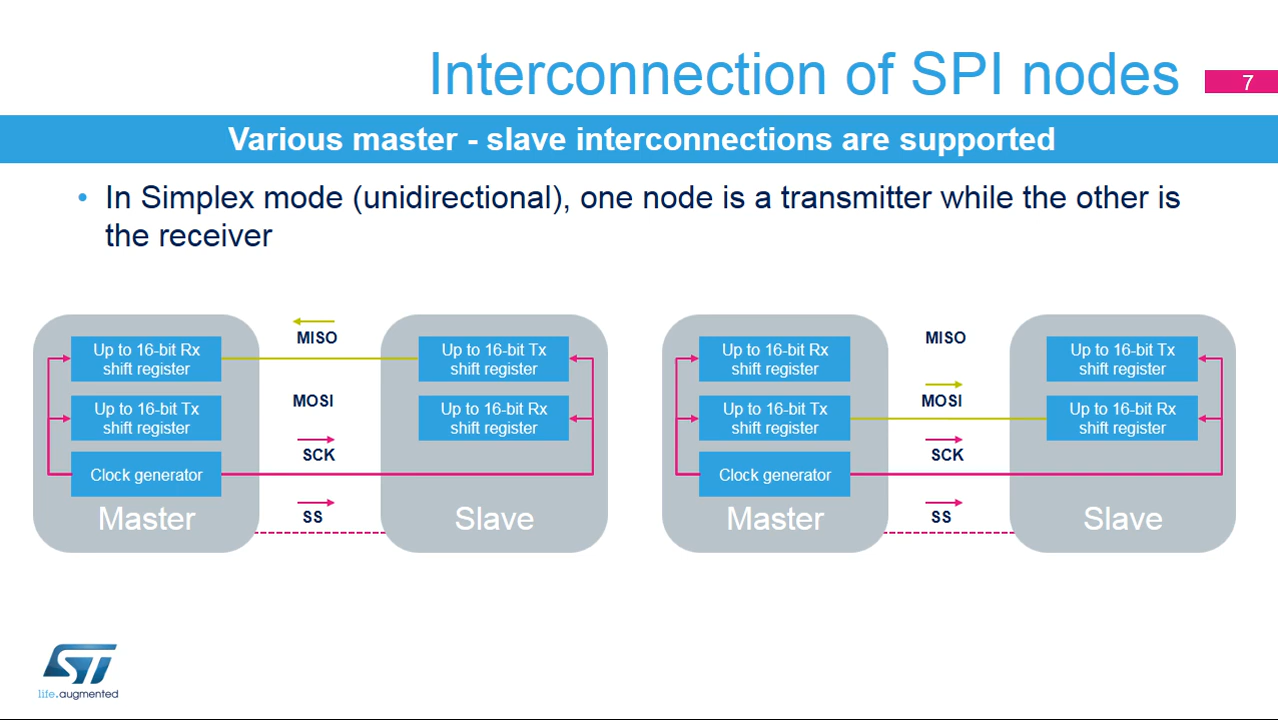 Interconnection of SPI nodes
7
Various master - slave interconnections are supported
• In Simplex mode (unidirectional), one node is a transmitter while the other is
the receiver
Up to 16-bit Rx
shift register
Up to 16-bit Tx
shift register
Clock generator
Master
MISO
MOSI
SCK
SS
Up to 16-bit Tx
shift register
Up to 16-bit Rx
shift register
Slave
Up to 16-bit Rx
shift register
Up to 16-bit Tx
shift register
Clock generator
Master
MISO
MOSI
SCK
SS
Up to 16-bit Tx
shift register
Up to 16-bit Rx
shift register
Slave
ST
life.augmented